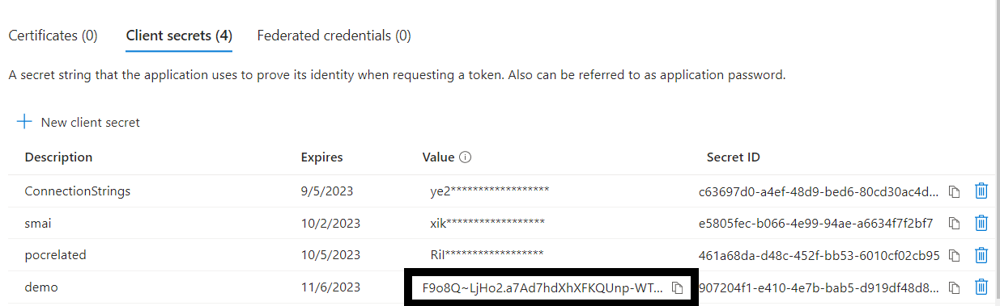 Certificates (0) Client secrets (4) Federated credentials (0)
A secret string that the application uses to prove its identity when requesting a token. Also can be referred to as application password.
New client secret
Description Expires Value Secret ID
ConnectionStrings 9/5/2023 ye2****************** c63697d0-a4ef-48d9-bed6-80cd30ac4d...
smai 10/2/2023 xik****************** e5805fec-b066-4e99-94ae-a6634f7f2bf7
pocrelated 10/5/2023 Ril****************** 461a68da-d48c-452f-bb53-6010cf02cb95
demo 11/6/2023 F9o8Q~LjHo2.a7Ad7hdXhXFKQUnp-WT... 907204f1-e410-4e7b-bab5-d919df48d8...